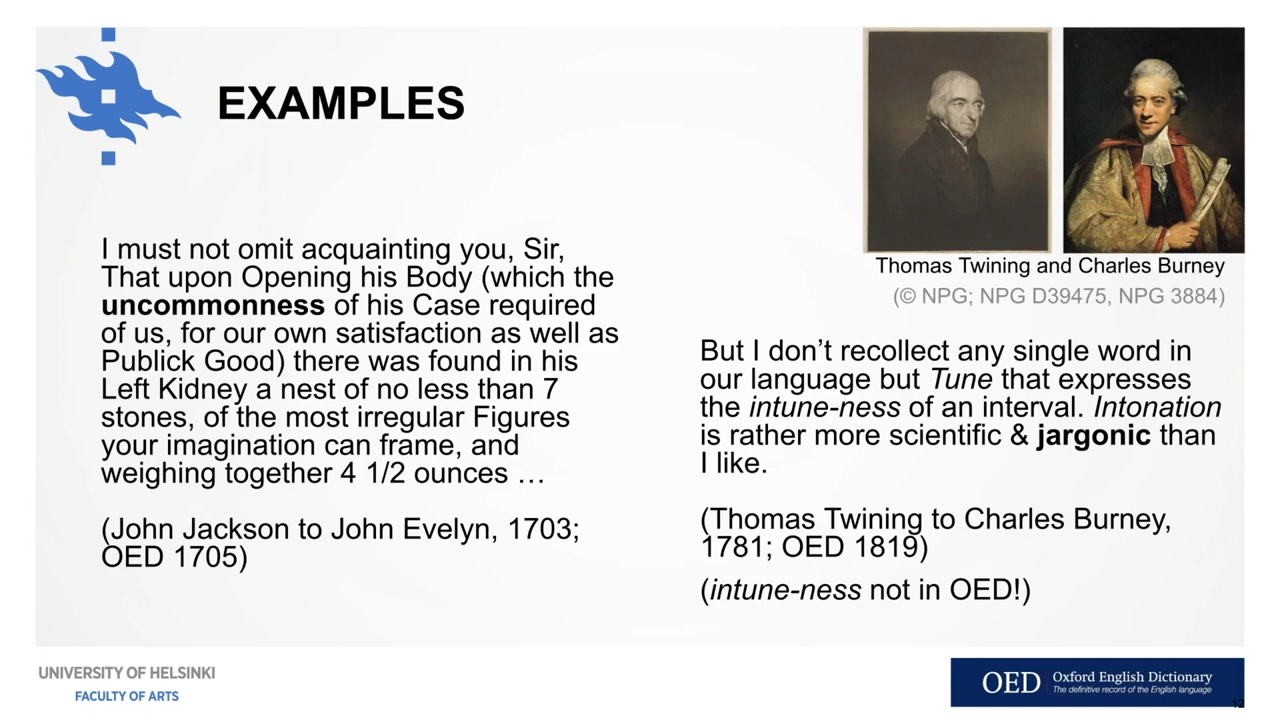 EXAMPLES
I must not omit acquainting you, Sir,
That upon Opening his Body (which the
uncommonness of his Case required
of us, for our own satisfaction as well as
Publick Good) there was found in his
Left Kidney a nest of no less than 7
stones, of the most irregular Figures
your imagination can frame, and
weighing together 4 1/2 ounces …
(John Jackson to John Evelyn, 1703;
OED 1705)
Thomas Twining and Charles Burney
(© NPG; NPG D39475, NPG 3884)
But I don’t recollect any single word in
our language but Tune that expresses
the intune-ness of an interval. Intonation
is rather more scientific & jargonic than
I like.
(Thomas Twining to Charles Burney,
1781; OED 1819)
(intune-ness not in OED!)
UNIVERSITY OF HELSINKI
FACULTY OF ARTS
OED Oxford English Dictionary
The definitive record of the English language
12